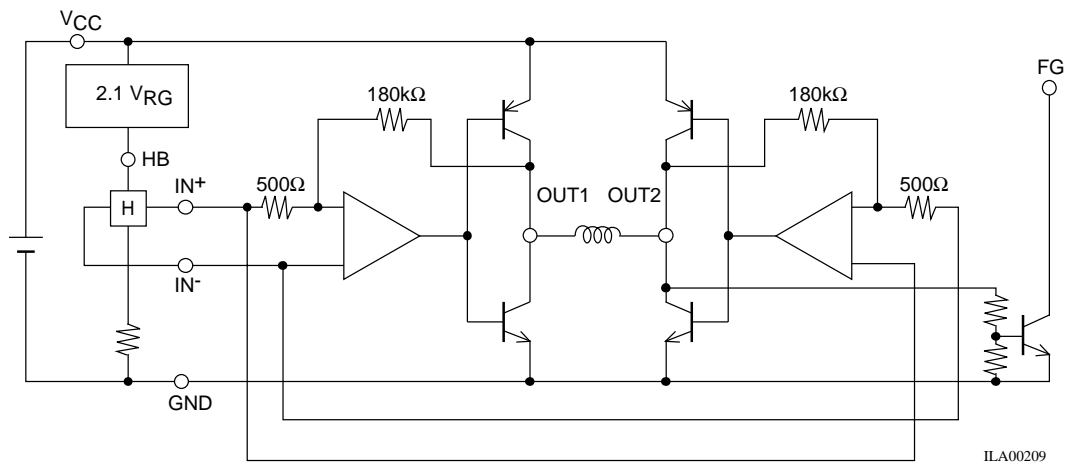 VCC
FG
2.1 VRG
180kΩ
180kΩ
HB
IN+
500Ω
500Ω
H
OUT1
OUT2
IN-
GND
ILA00209